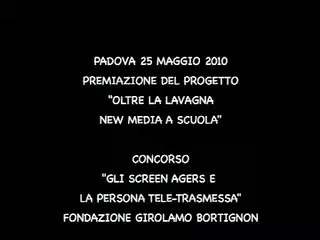 PADOVA 25 MAGGIO 2010
PREMIAZIONE DEL PROGETTO
"OLTRE LA LAVAGNA
NEW MEDIA A SCUOLA"
CONCORSO
"GLI SCREEN AGERS E
LA PERSONA TELE-TRASMESSA"
FONDAZIONE GIROLAMO BORTIGNON